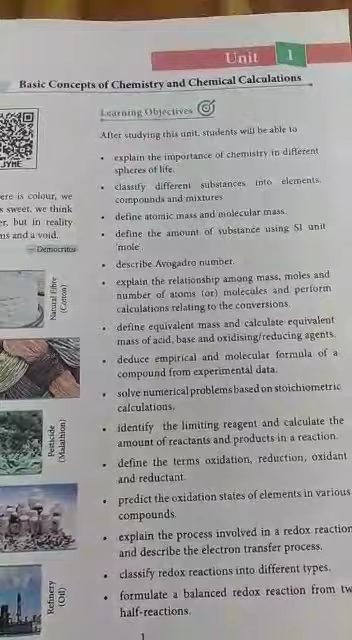 Unit 1
Basic Concepts of Chemistry and Chemical Calculations
JYME
ere is colour, we
s sweet, we think
er, but in reality
ns and a void.
– Democritus
Natural Fibre
(Cotton)
Pesticide
(Malathion)
Refinery
(Oil)
Learning Objectives
After studying this unit, students will be able to
• explain the importance of chemistry in different
spheres of life.
• classify different substances into elements,
compounds and mixtures
• define atomic mass and molecular mass.
• define the amount of substance using SI unit
'mole'.
• describe Avogadro number.
• explain the relationship among mass, moles and
number of atoms (or) molecules and perform
calculations relating to the conversions.
• define equivalent mass and calculate equivalent
mass of acid, base and oxidising/reducing agents.
• deduce empirical and molecular formula of a
compound from experimental data.
• solve numerical problems based on stoichiometric
calculations.
• identify the limiting reagent and calculate the
amount of reactants and products in a reaction.
• define the terms oxidation, reduction, oxidant
and reductant.
• predict the oxidation states of elements in various
compounds.
• explain the process involved in a redox reaction
and describe the electron transfer process.
• classify redox reactions into different types.
• formulate a balanced redox reaction from tw
half-reactions.
1